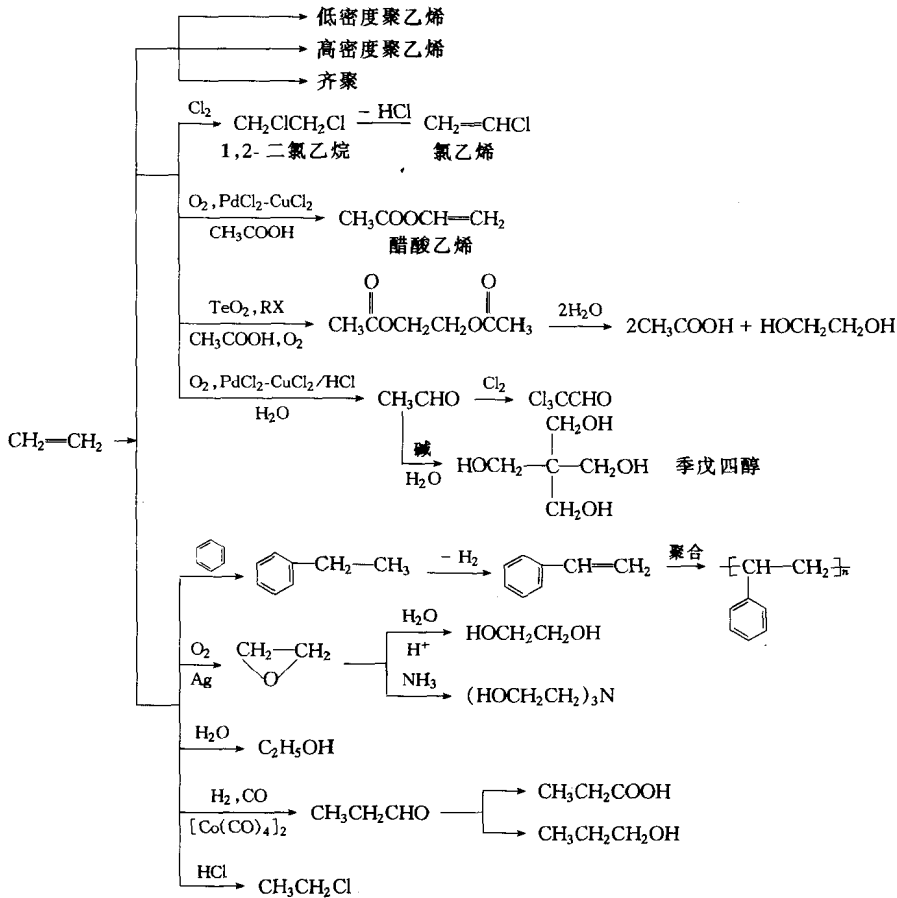 低密度聚乙烯
高密度聚乙烯
齐聚
Cl₂
CH₂ClCH₂Cl －HCl CH₂═CHCl
1,2-二氯乙烷 氯乙烯
O₂,PdCl₂-CuCl₂
CH₃COOH
CH₃COOCH═CH₂
醋酸乙烯
O O
TeO₂,RX
CH₃COOH,O₂
CH₃COCH₂CH₂OCCH₃ 2H₂O 2CH₃COOH + HOCH₂CH₂OH
O₂,PdCl₂-CuCl₂/HCl
H₂O
CH₃CHO Cl₂ Cl₃CCHO
CH₂═CH₂
碱
H₂O
CH₂OH
HOCH₂—C—CH₂OH 季戊四醇
CH₂OH
CH₂—CH₃ －H₂ CH═CH₂ 聚合 [CH—CH₂]n
O₂
Ag
CH₂—CH₂
O
H₂O
H⁺
HOCH₂CH₂OH
NH₃
(HOCH₂CH₂)₃N
H₂O
C₂H₅OH
H₂,CO
[Co(CO)₄]₂
CH₃CH₂CHO
CH₃CH₂COOH
CH₃CH₂CH₂OH
HCl
CH₃CH₂Cl